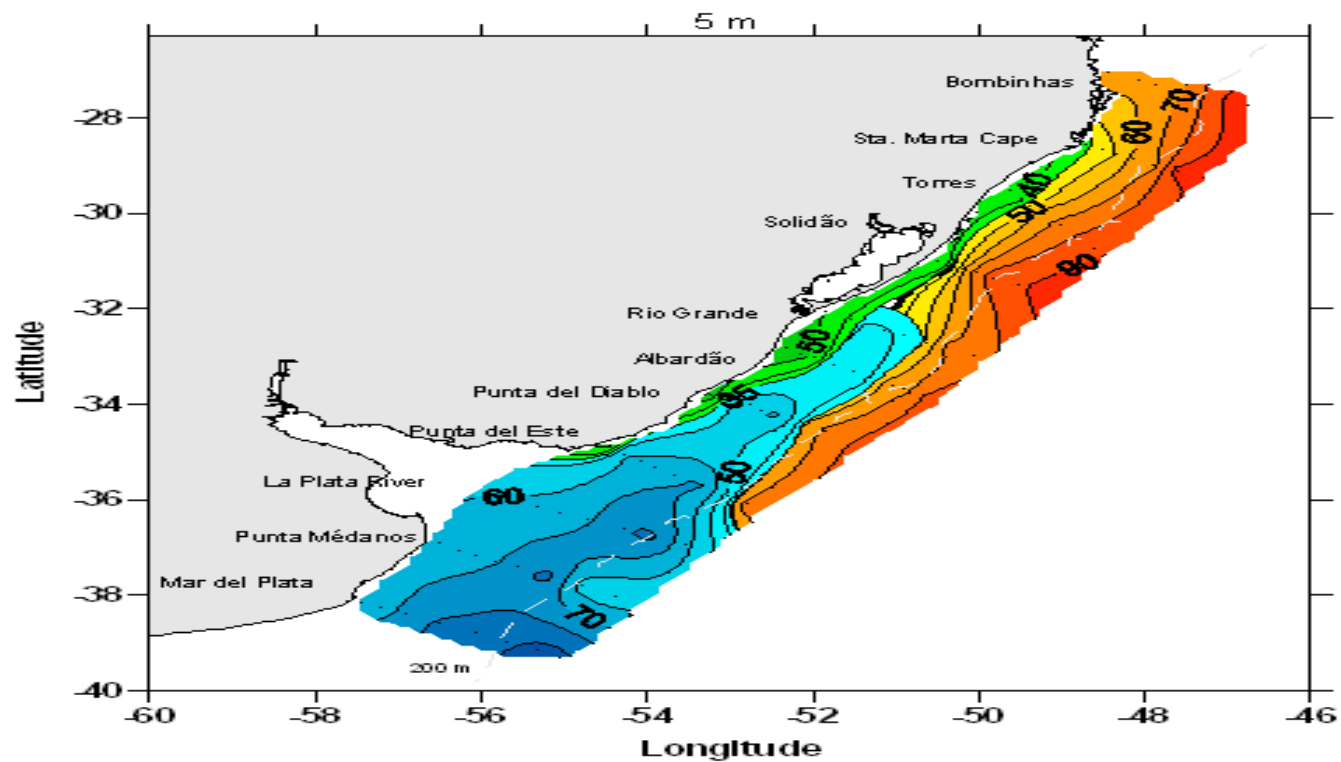 5 m
Bombinhas
70
-28
60
Sta. Marta Cape
40
Torres
-30
50
Solidão
90
-32
Rio Grande
50
Albardão
Punta del Diablo
-34
Punta del Este
50
La Plata River
60
-36
Punta Médanos
Mar del Plata
-38
70
200 m
-40
-60
-58
-56
-54
-52
-50
-48
-46
Latitude
Longitude